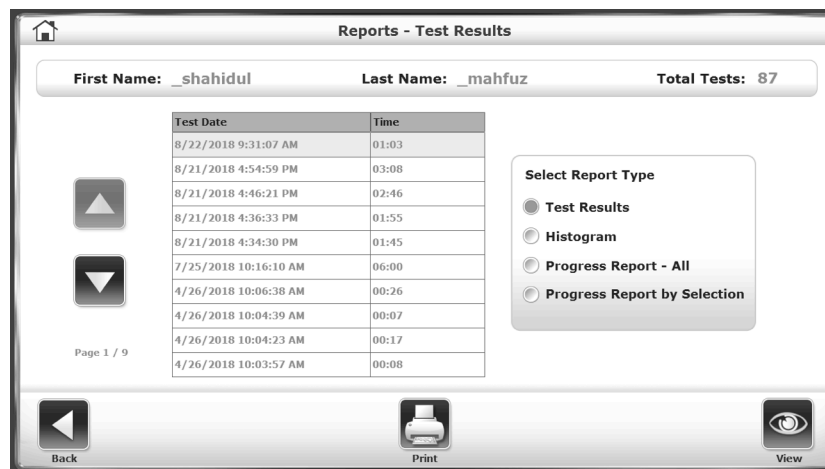 Reports - Test Results
First Name: _shahidul Last Name: _mahfuz Total Tests: 87
Test Date Time
8/22/2018 9:31:07 AM 01:03
8/21/2018 4:54:59 PM 03:08
8/21/2018 4:46:21 PM 02:46
8/21/2018 4:36:33 PM 01:55
8/21/2018 4:34:30 PM 01:45
7/25/2018 10:16:10 AM 06:00
4/26/2018 10:06:38 AM 00:26
4/26/2018 10:04:39 AM 00:07
4/26/2018 10:04:23 AM 00:17
4/26/2018 10:03:57 AM 00:08
Page 1 / 9
Select Report Type
Test Results
Histogram
Progress Report - All
Progress Report by Selection
Back Print View